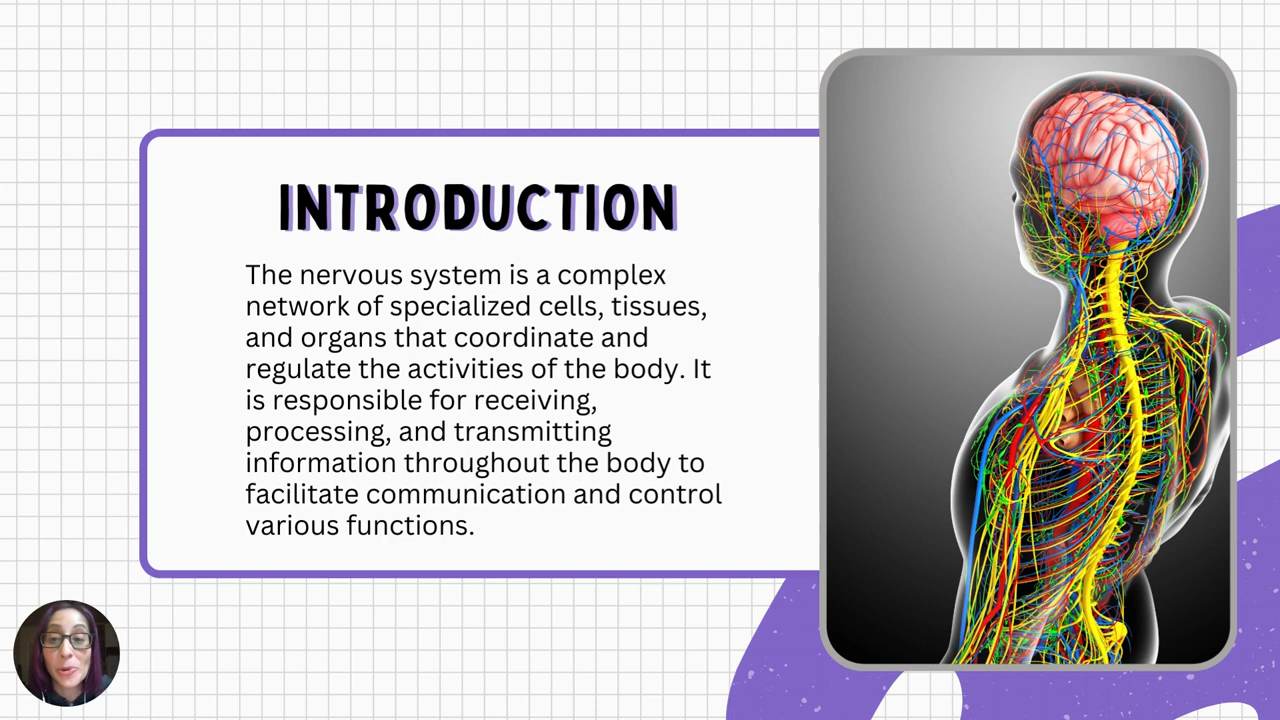 INTRODUCTION
The nervous system is a complex
network of specialized cells, tissues,
and organs that coordinate and
regulate the activities of the body. It
is responsible for receiving,
processing, and transmitting
information throughout the body to
facilitate communication and control
various functions.